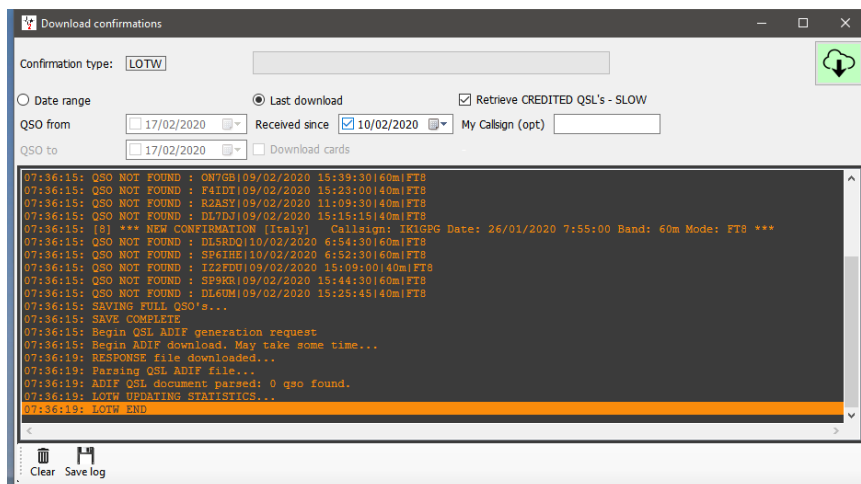 Download confirmations
Confirmation type: LOTW
Date range Last download Retrieve CREDITED QSL's - SLOW
QSO from 17/02/2020 Received since 10/02/2020 My Callsign (opt)
QSO to 17/02/2020 Download cards
07:36:15: QSO NOT FOUND : ON7GB|09/02/2020 15:39:30|60m|FT8
07:36:15: QSO NOT FOUND : F4IDT|09/02/2020 15:23:00|40m|FT8
07:36:15: QSO NOT FOUND : R2ASY|09/02/2020 11:09:30|40m|FT8
07:36:15: QSO NOT FOUND : DL7DJ|09/02/2020 15:15:15|40m|FT8
07:36:15: [8] *** NEW CONFIRMATION [Italy] Callsign: IK1GPG Date: 26/01/2020 7:55:00 Band: 60m Mode: FT8 ***
07:36:15: QSO NOT FOUND : DL5RDQ|10/02/2020 6:54:30|60m|FT8
07:36:15: QSO NOT FOUND : SP6IHE|10/02/2020 6:52:30|60m|FT8
07:36:15: QSO NOT FOUND : IZ2FDU|09/02/2020 15:09:00|40m|FT8
07:36:15: QSO NOT FOUND : SP9KR|09/02/2020 15:44:30|60m|FT8
07:36:15: QSO NOT FOUND : DL6UM|09/02/2020 15:25:45|40m|FT8
07:36:15: SAVING FULL QSO's...
07:36:15: SAVE COMPLETE
07:36:15: Begin QSL ADIF generation request
07:36:15: Begin ADIF download. May take some time...
07:36:19: RESPONSE file downloaded...
07:36:19: Parsing QSL ADIF file...
07:36:19: ADIF QSL document parsed: 0 qso found.
07:36:19: LOTW UPDATING STATISTICS...
07:36:19: LOTW END
Clear Save log